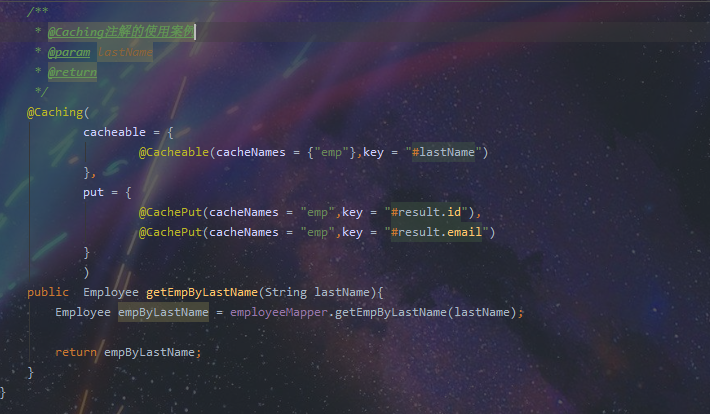 /**
 * @Caching注解的使用案例
 * @param lastName
 * @return
 */
@Caching(
        cacheable = {
                @Cacheable(cacheNames = {"emp"},key = "#lastName")
        },
        put = {
                @CachePut(cacheNames = "emp",key = "#result.id"),
                @CachePut(cacheNames = "emp",key = "#result.email")
        }
        )
public  Employee getEmpByLastName(String lastName){
    Employee empByLastName = employeeMapper.getEmpByLastName(lastName);
    return empByLastName;
}
}